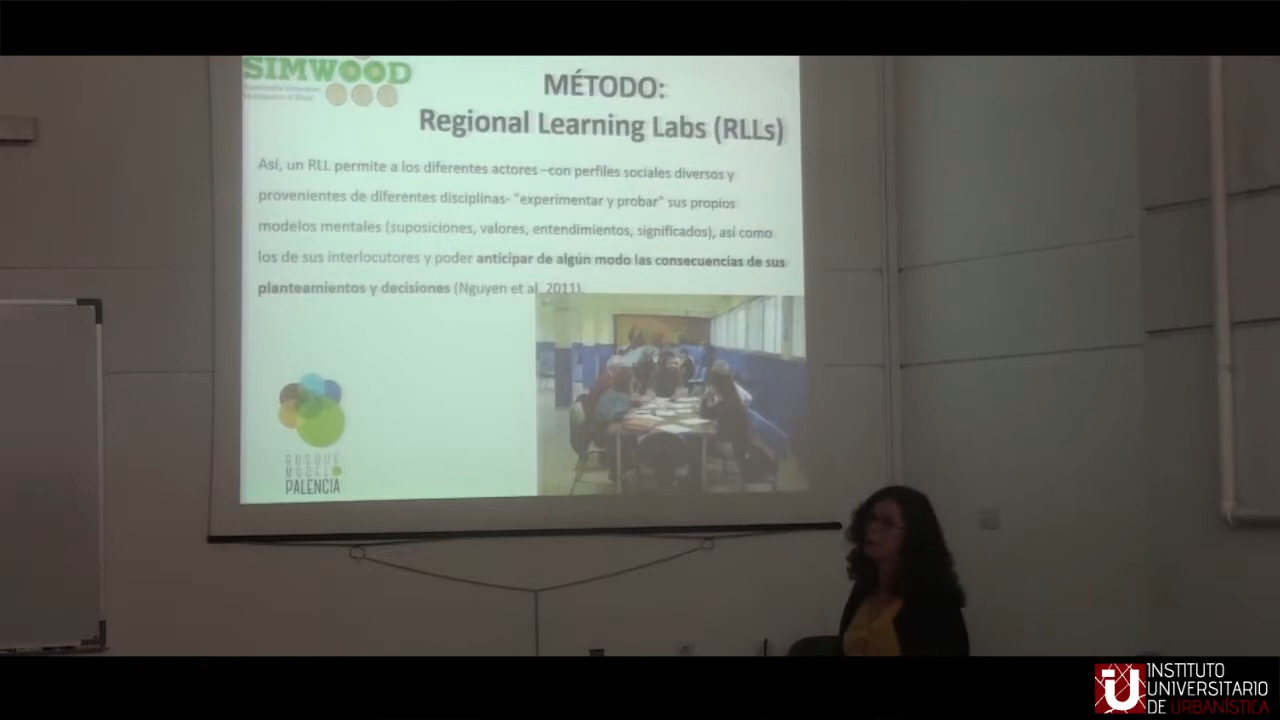 SIMWOOD
MÉTODO:
Regional Learning Labs (RLLs)
Así, un RLL permite a los diferentes actores –con perfiles sociales diversos y
provenientes de diferentes disciplinas- "experimentar y probar" sus propios
modelos mentales (suposiciones, valores, entendimientos, significados), así como
los de sus interlocutores y poder anticipar de algún modo las consecuencias de sus
planteamientos y decisiones (Nguyen et al, 2011).
BOSQUE
MODEL
PALENCIA
INSTITUTO
UNIVERSITARIO
DE URBANÍSTICA